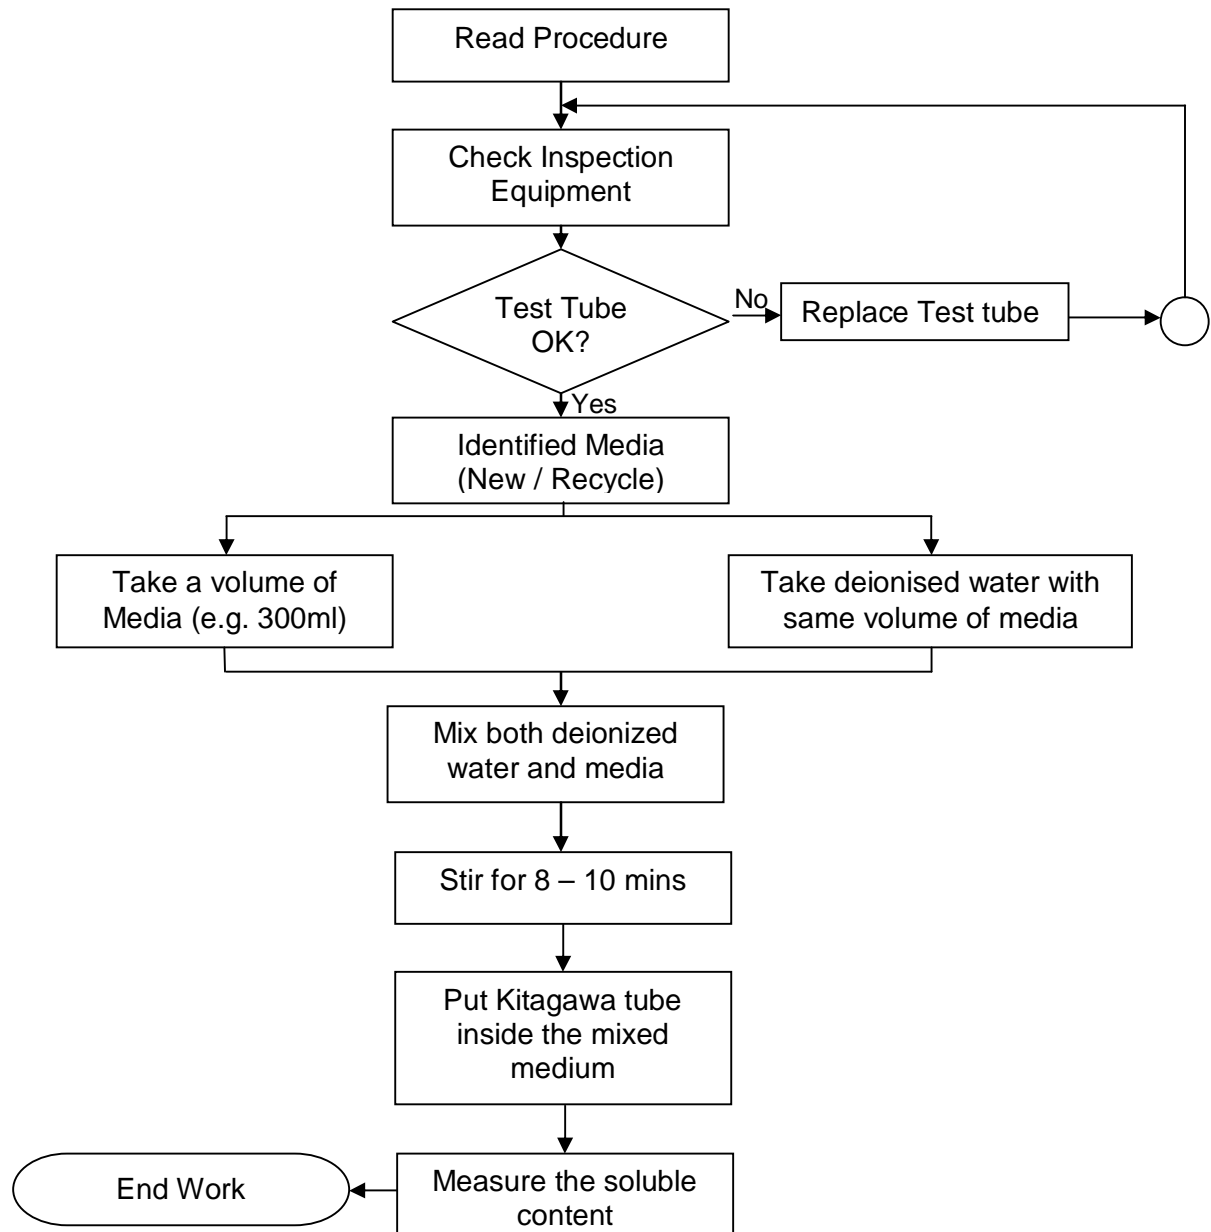 Read Procedure
Check Inspection
Equipment
Test Tube
OK?
No
Replace Test tube
Yes
Identified Media
(New / Recycle)
Take a volume of
Media (e.g. 300ml)
Take deionised water with
same volume of media
Mix both deionized
water and media
Stir for 8 – 10 mins
Put Kitagawa tube
inside the mixed
medium
Measure the soluble
content
End Work